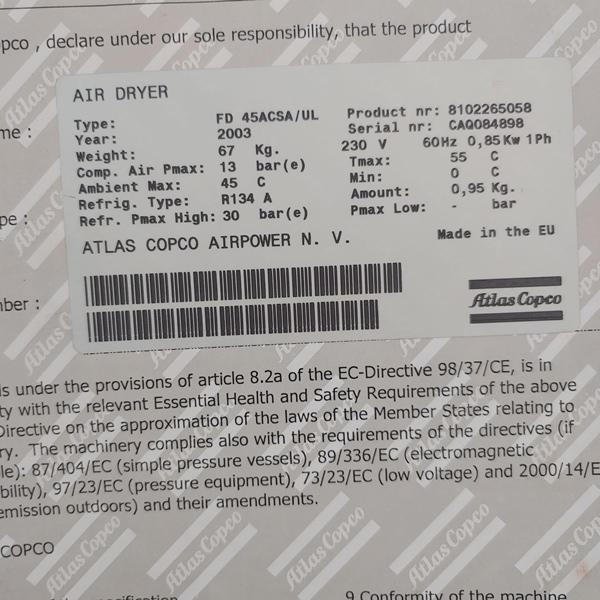 opco , declare under our sole responsibility, that the product
me :
AIR DRYER
Type: FD 45ACSA/UL Product nr: 8102265058
Year: 2003 Serial nr: CAQ084898
Weight: 67 Kg. 230 V 60Hz 0,85Kw 1Ph
Comp. Air Pmax: 13 bar(e) Tmax: 55 C
Ambient Max: 45 C Min: 0 C
Refrig. Type: R134 A Amount: 0,95 Kg.
Refr. Pmax High: 30 bar(e) Pmax Low: - bar
ATLAS COPCO AIRPOWER N. V. Made in the EU
Atlas Copco
pe :
nber :
is under the provisions of article 8.2a of the EC-Directive 98/37/CE, is in
ty with the relevant Essential Health and Safety Requirements of the above
Directive on the approximation of the laws of the Member States relating to
ry. The machinery complies also with the requirements of the directives (if
le): 87/404/EC (simple pressure vessels), 89/336/EC (electromagnetic
bility), 97/23/EC (pressure equipment), 73/23/EC (low voltage) and 2000/14/E
emission outdoors) and their amendments.
COPCO
9 Conformity of the machine